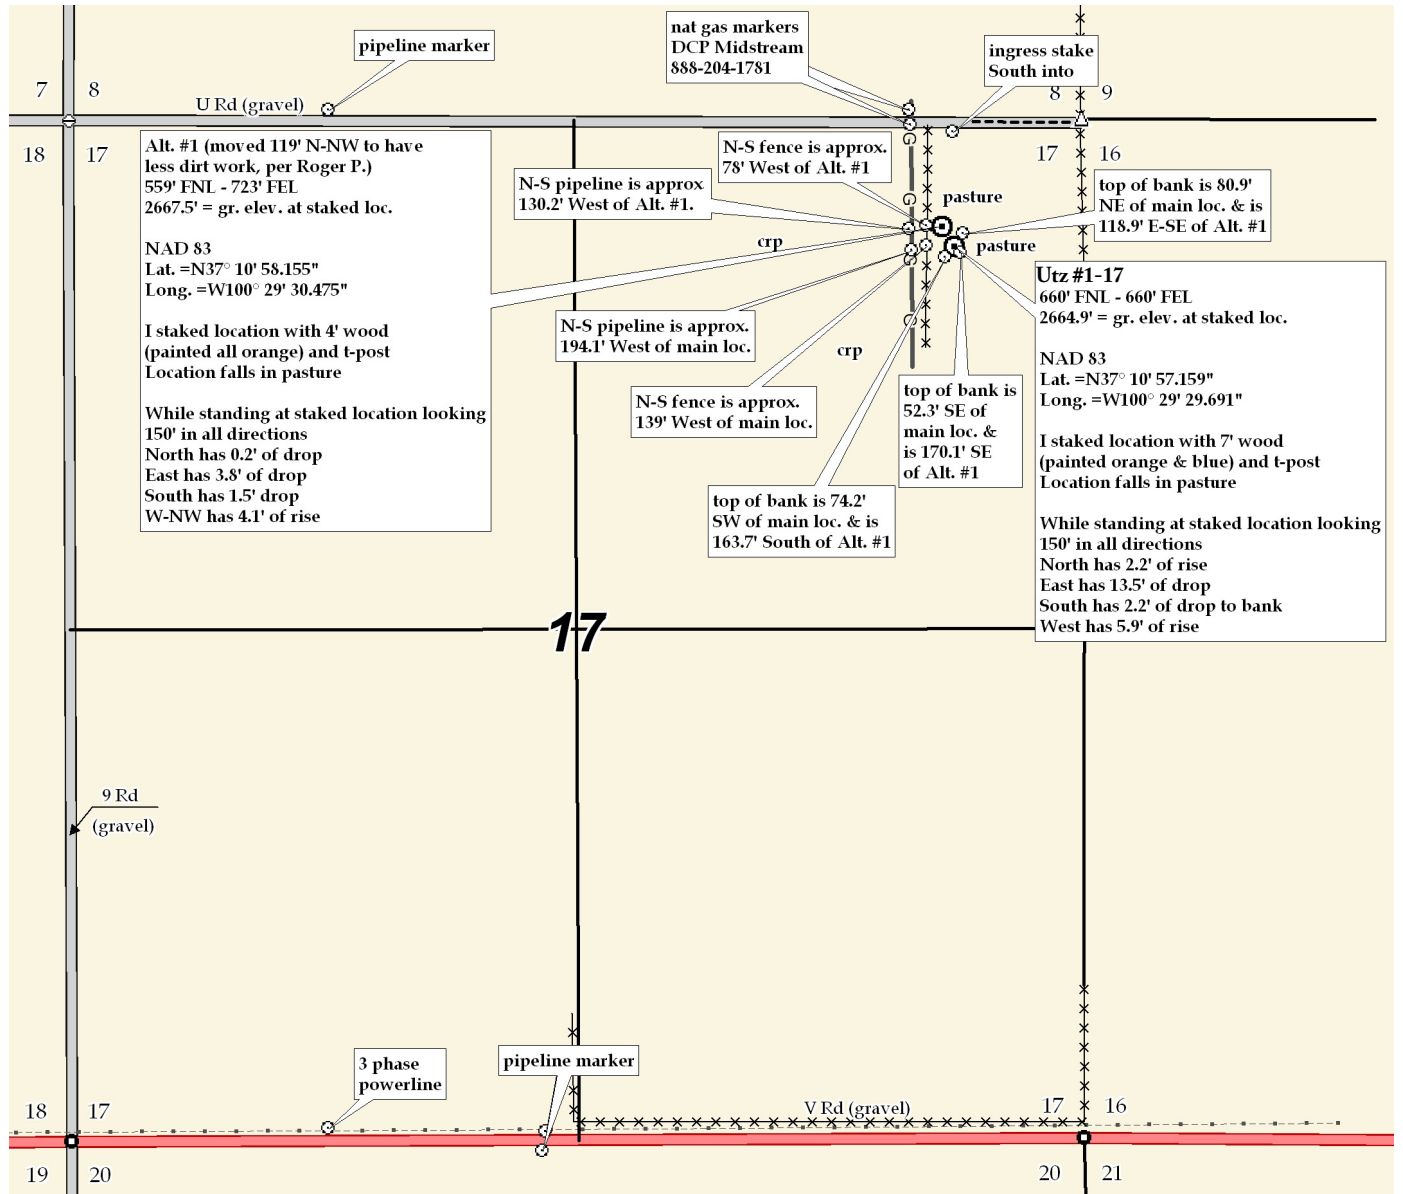 nat gas markers
DCP Midstream
888-204-1781
pipeline marker
ingress stake
South into
7 8
U Rd (gravel)
8 9
18 17
17 16
Alt. #1 (moved 119' N-NW to have
less dirt work, per Roger P.)
559' FNL - 723' FEL
2667.5' = gr. elev. at staked loc.
NAD 83
Lat. =N37° 10' 58.155"
Long. =W100° 29' 30.475"
I staked location with 4' wood
(painted all orange) and t-post
Location falls in pasture
While standing at staked location looking
150' in all directions
North has 0.2' of drop
East has 3.8' of drop
South has 1.5' drop
W-NW has 4.1' of rise
N-S fence is approx.
78' West of Alt. #1
N-S pipeline is approx
130.2' West of Alt. #1.
G
G
G
G
pasture
top of bank is 80.9'
NE of main loc. & is
118.9' E-SE of Alt. #1
crp
pasture
Utz #1-17
660' FNL - 660' FEL
2664.9' = gr. elev. at staked loc.
NAD 83
Lat. =N37° 10' 57.159"
Long. =W100° 29' 29.691"
I staked location with 7' wood
(painted orange & blue) and t-post
Location falls in pasture
While standing at staked location looking
150' in all directions
North has 2.2' of rise
East has 13.5' of drop
South has 2.2' of drop to bank
West has 5.9' of rise
N-S pipeline is approx.
194.1' West of main loc.
crp
N-S fence is approx.
139' West of main loc.
top of bank is
52.3' SE of
main loc. &
is 170.1' SE
of Alt. #1
top of bank is 74.2'
SW of main loc. & is
163.7' South of Alt. #1
17
9 Rd
(gravel)
3 phase
powerline
pipeline marker
V Rd (gravel)
18 17
17 16
19 20
20 21